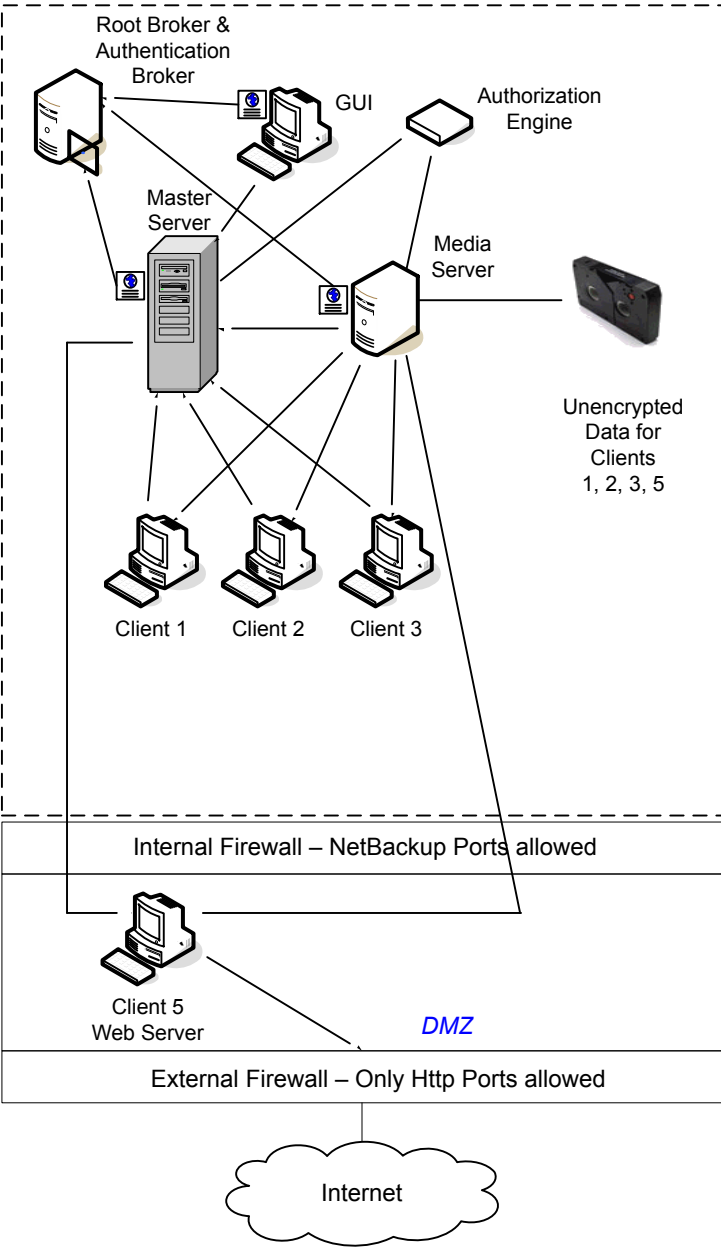 Root Broker &
Authentication
Broker
GUI
Authorization
Engine
Master
Server
Media
Server
Unencrypted
Data for
Clients
1, 2, 3, 5
Client 1
Client 2
Client 3
Internal Firewall – NetBackup Ports allowed
Client 5
Web Server
DMZ
External Firewall – Only Http Ports allowed
Internet